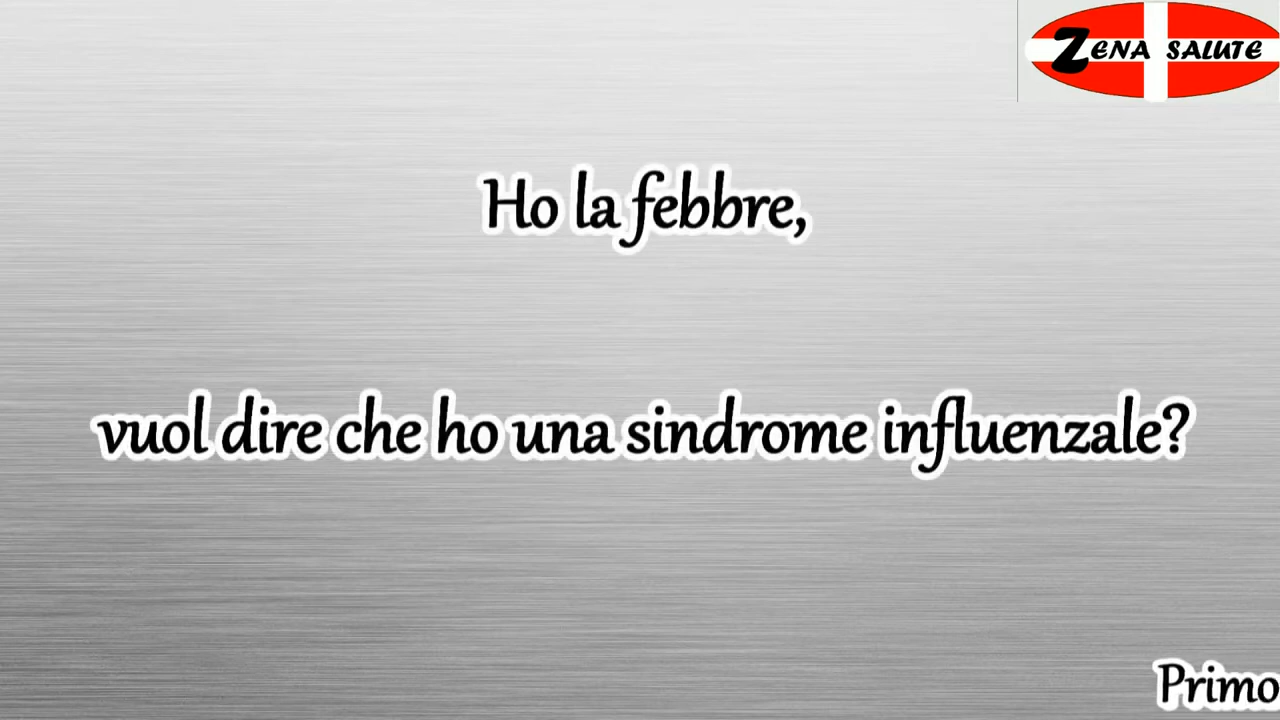 ZENA SALUTE
Ho la febbre,
vuol dire che ho una sindrome influenzale?
Primo